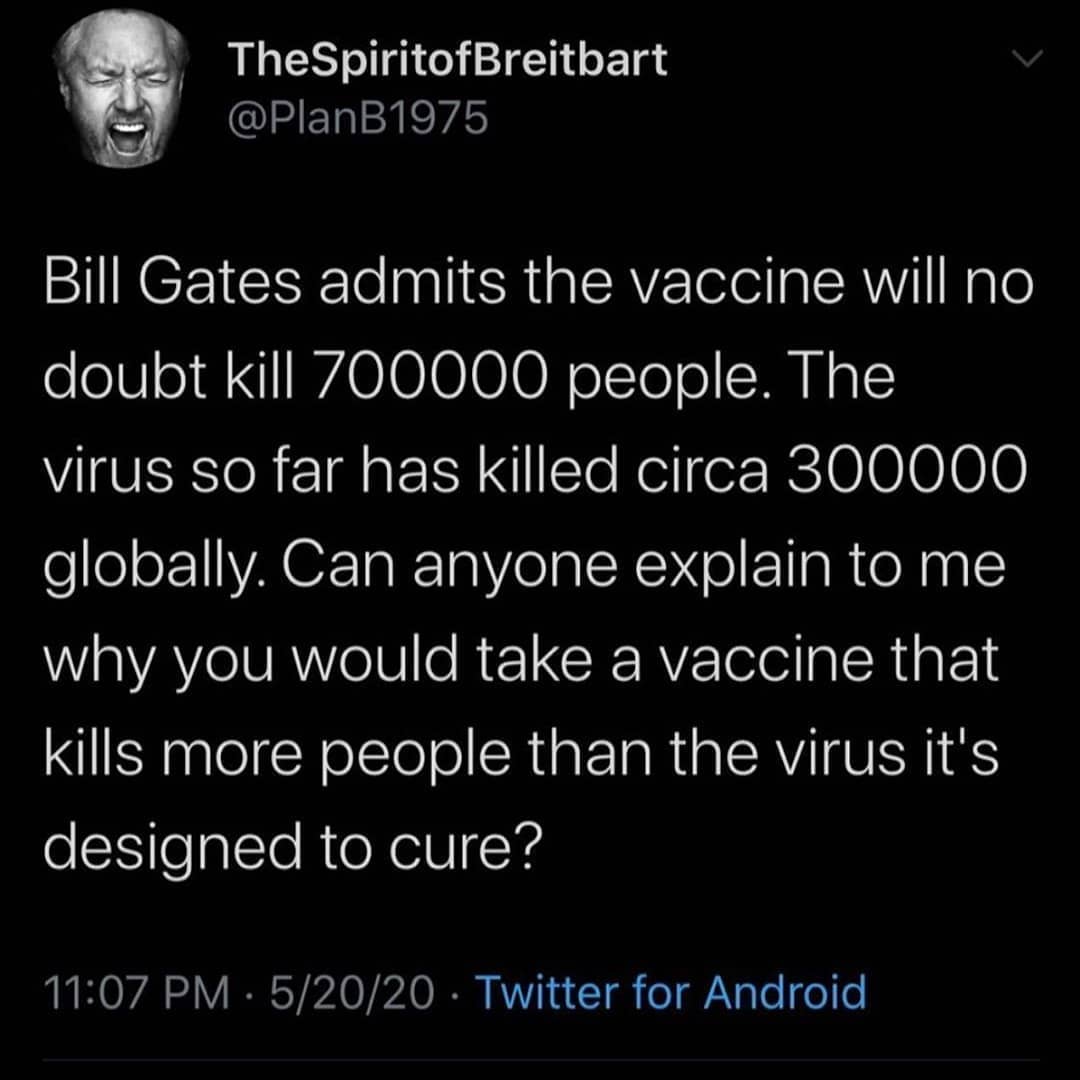 TheSpiritofBreitbart
@PlanB1975
Bill Gates admits the vaccine will no
doubt kill 700000 people. The
virus so far has killed circa 300000
globally. Can anyone explain to me
why you would take a vaccine that
kills more people than the virus it's
designed to cure?
11:07 PM · 5/20/20 · Twitter for Android